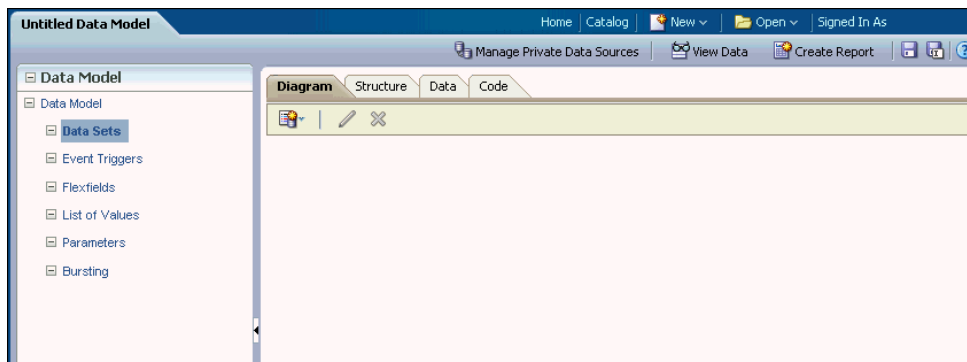 Untitled Data Model
Home Catalog New Open Signed In As
Manage Private Data Sources View Data Create Report
Data Model
Diagram Structure Data Code
Data Model
Data Sets
Event Triggers
Flexfields
List of Values
Parameters
Bursting